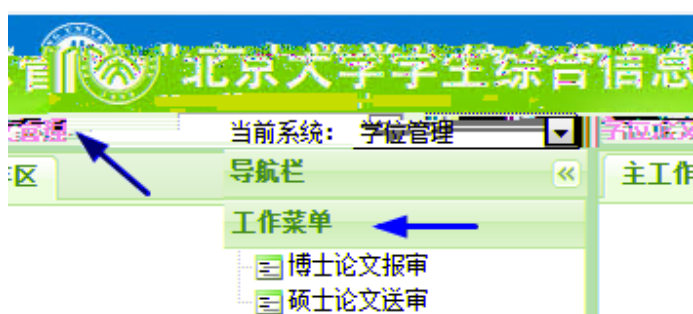 北京大学学生综合信息
当前系统： 学位管理
区
导航栏
主工作
工作菜单
博士论文报审
硕士论文送审